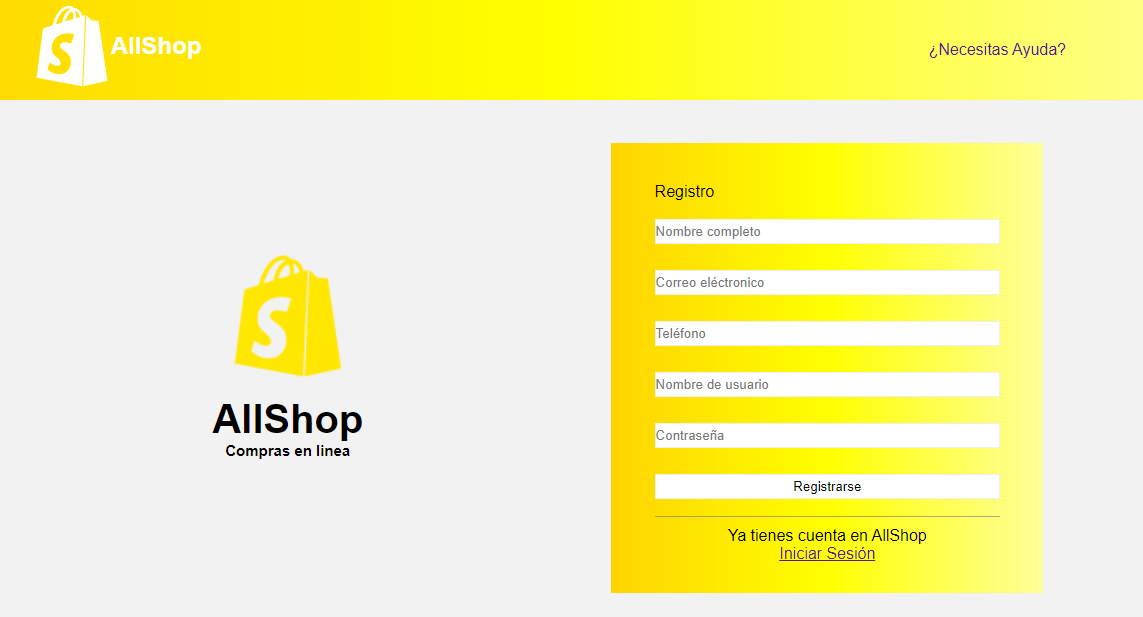 S
AllShop
¿Necesitas Ayuda?
S
AllShop
Compras en linea
Registro
Nombre completo
Correo eléctronico
Teléfono
Nombre de usuario
Contraseña
Registrarse
Ya tienes cuenta en AllShop
Iniciar Sesión